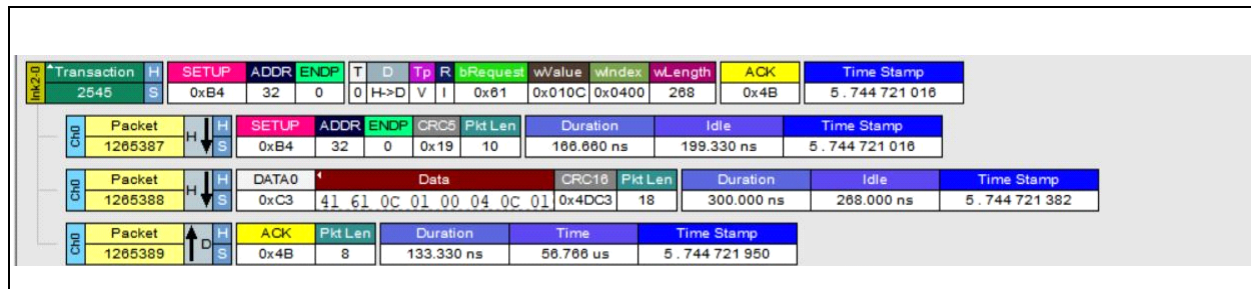 lnk2-0 Transaction H SETUP ADDR ENDP T D Tp R bRequest wValue wIndex wLength ACK Time Stamp
2545 S 0xB4 32 0 0 H->D V I 0x61 0x010C 0x0400 268 0x4B 5 . 744 721 016
Ch0 Packet H H SETUP ADDR ENDP CRC5 Pkt Len Duration Idle Time Stamp
1265387 S 0xB4 32 0 0x19 10 166.660 ns 199.330 ns 5 . 744 721 016
Ch0 Packet H H DATA0 Data CRC16 Pkt Len Duration Idle Time Stamp
1265388 S 0xC3 41 61 0C 01 00 04 0C 01 0x4DC3 18 300.000 ns 268.000 ns 5 . 744 721 382
Ch0 Packet D H ACK Pkt Len Duration Time Time Stamp
1265389 S 0x4B 8 133.330 ns 56.766 us 5 . 744 721 950